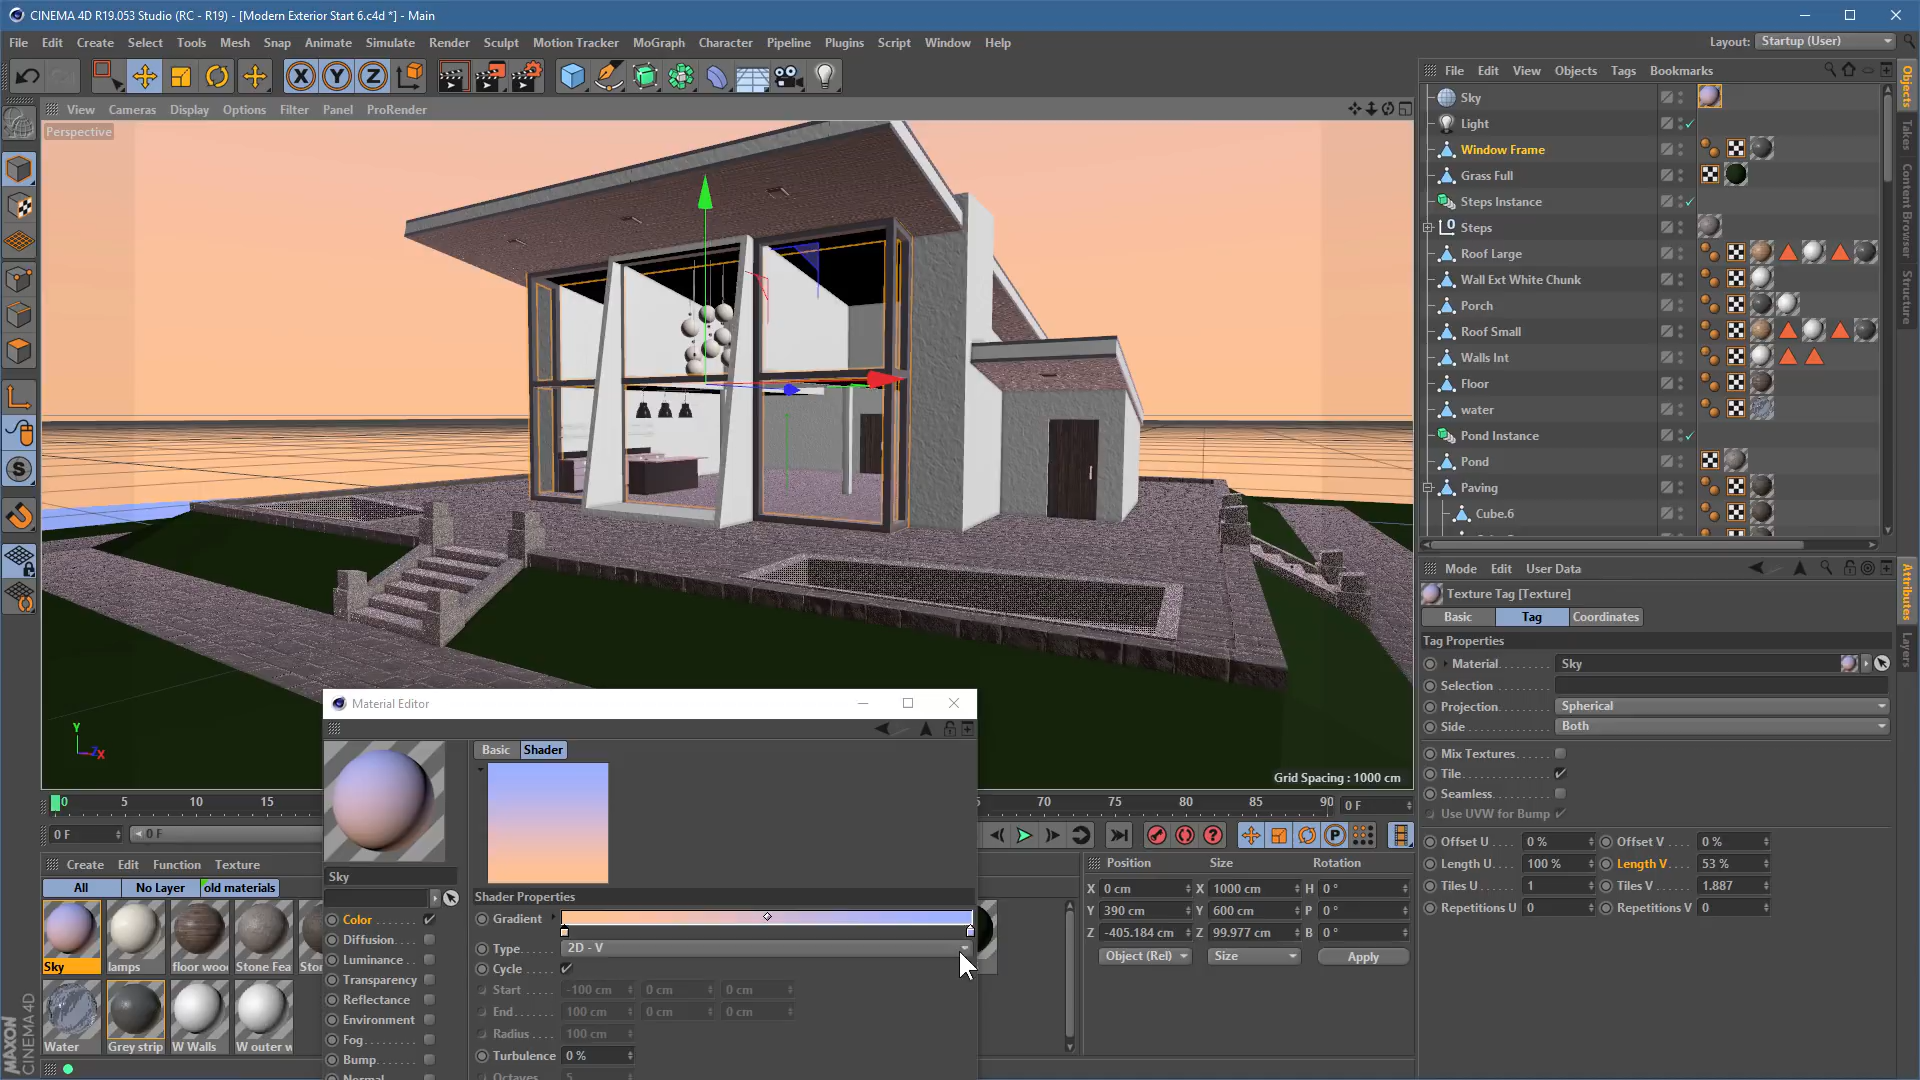 CINEMA 4D R19.053 Studio (RC - R19) - [Modern Exterior Start 6.c4d *] - Main
File Edit Create Select Tools Mesh Snap Animate Simulate Render Sculpt Motion Tracker MoGraph Character Pipeline Plugins Script Window Help
Layout: Startup (User)
X Y Z
File Edit View Objects Tags Bookmarks
View Cameras Display Options Filter Panel ProRender
Perspective
Sky
Light
Window Frame
Grass Full
Steps Instance
Steps
Roof Large
Wall Ext White Chunk
Porch
Roof Small
Walls Int
Floor
water
Pond Instance
Pond
Paving
Cube.6
Objects
Takes
Content Browser
Structure
Attributes
Layers
Mode Edit User Data
Texture Tag [Texture]
Basic Tag Coordinates
Tag Properties
Material Sky
Selection
Projection Spherical
Side Both
Mix Textures
Tile
Seamless
Use UVW for Bump
Offset U 0 % Offset V 0 %
Length U 100 % Length V 53 %
Tiles U 1 Tiles V 1.887
Repetitions U 0 Repetitions V 0
Y
Z X
Grid Spacing : 1000 cm
0 5 10 15 70 75 80 85 90 0 F
0 F 0 F
Create Edit Function Texture
All No Layer old materials
Sky lamps floor woo Stone Fea Ston
Water Grey strip W Walls W outer w
MAXON
CINEMA 4D
Material Editor
Basic Shader
Sky
Color
Diffusion
Luminance
Transparency
Reflectance
Environment
Fog
Bump
Normal
Shader Properties
Gradient
Type 2D - V
Cycle
Start -100 cm 0 cm 0 cm
End 100 cm 0 cm 0 cm
Radius 100 cm
Turbulence 0 %
Octaves 5
Position Size Rotation
X 0 cm X 1000 cm H 0 °
Y 390 cm Y 600 cm P 0 °
Z -405.184 cm Z 99.977 cm B 0 °
Object (Rel) Size Apply